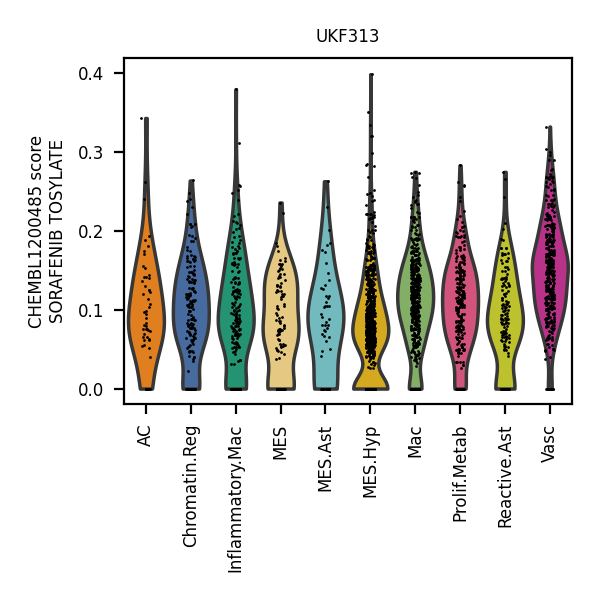 UKF313
CHEMBL1200485 score
SORAFENIB TOSYLATE
0.4
0.3
0.2
0.1
0.0
AC
Chromatin.Reg
Inflammatory.Mac
MES
MES.Ast
MES.Hyp
Mac
Prolif.Metab
Reactive.Ast
Vasc